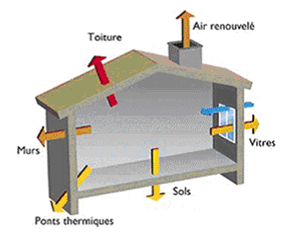 Air renouvelé
Toiture
Murs
Vitres
Sols
Ponts thermiques